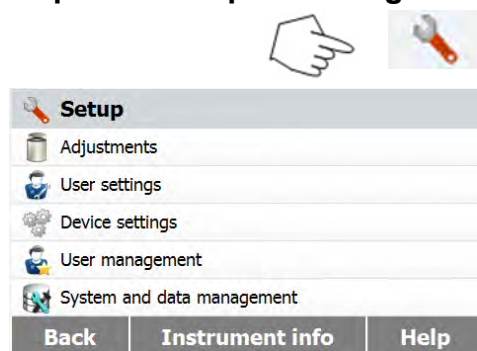 Setup
Adjustments
User settings
Device settings
User management
System and data management
Back Instrument info Help